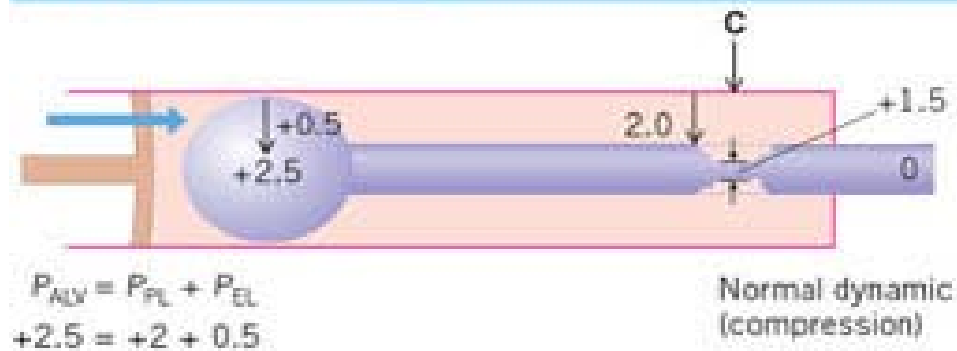 C
+1.5
+0.5
2.0
+2.5
0
P_ALV = P_PL + P_EL
+2.5 = +2 + 0.5
Normal dynamic
(compression)